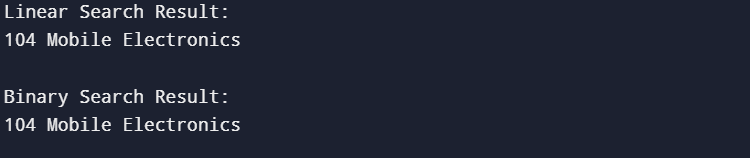 Linear Search Result:
104 Mobile Electronics
Binary Search Result:
104 Mobile Electronics